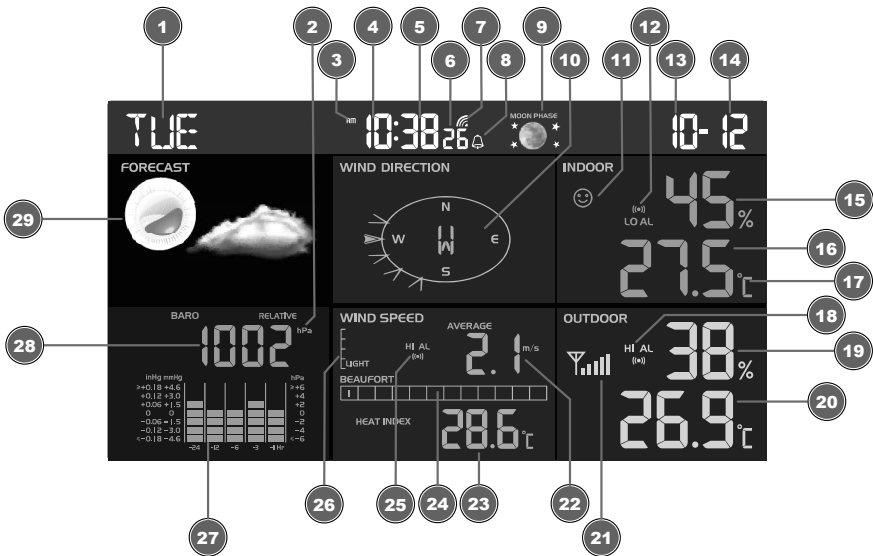 1 2 3 4 5 6 7 8 9 10 11 12 13 14
TUE AM 10:38 26 MOON PHASE 10-12
FORECAST
WIND DIRECTION
N
W E
S
W
INDOOR
LO AL
45 %
27.5 °C
15
16
17
29
BARO RELATIVE
1002 hPa
28
inHg mmHg hPa
≥+0.18 +4.6 ≥+6
+0.12 +3.0 +4
+0.06 +1.5 +2
0 0 0
-0.06 -1.5 -2
-0.12 -3.0 -4
≤-0.18 -4.6 ≤-6
-24 -12 -6 -3 -1 Hr
WIND SPEED
AVERAGE
HI AL
2.1 m/s
LIGHT
BEAUFORT
1
HEAT INDEX
28.6 °C
OUTDOOR
HI AL
38 %
26.9 °C
18
19
20
27 26 25 24 23 22 21